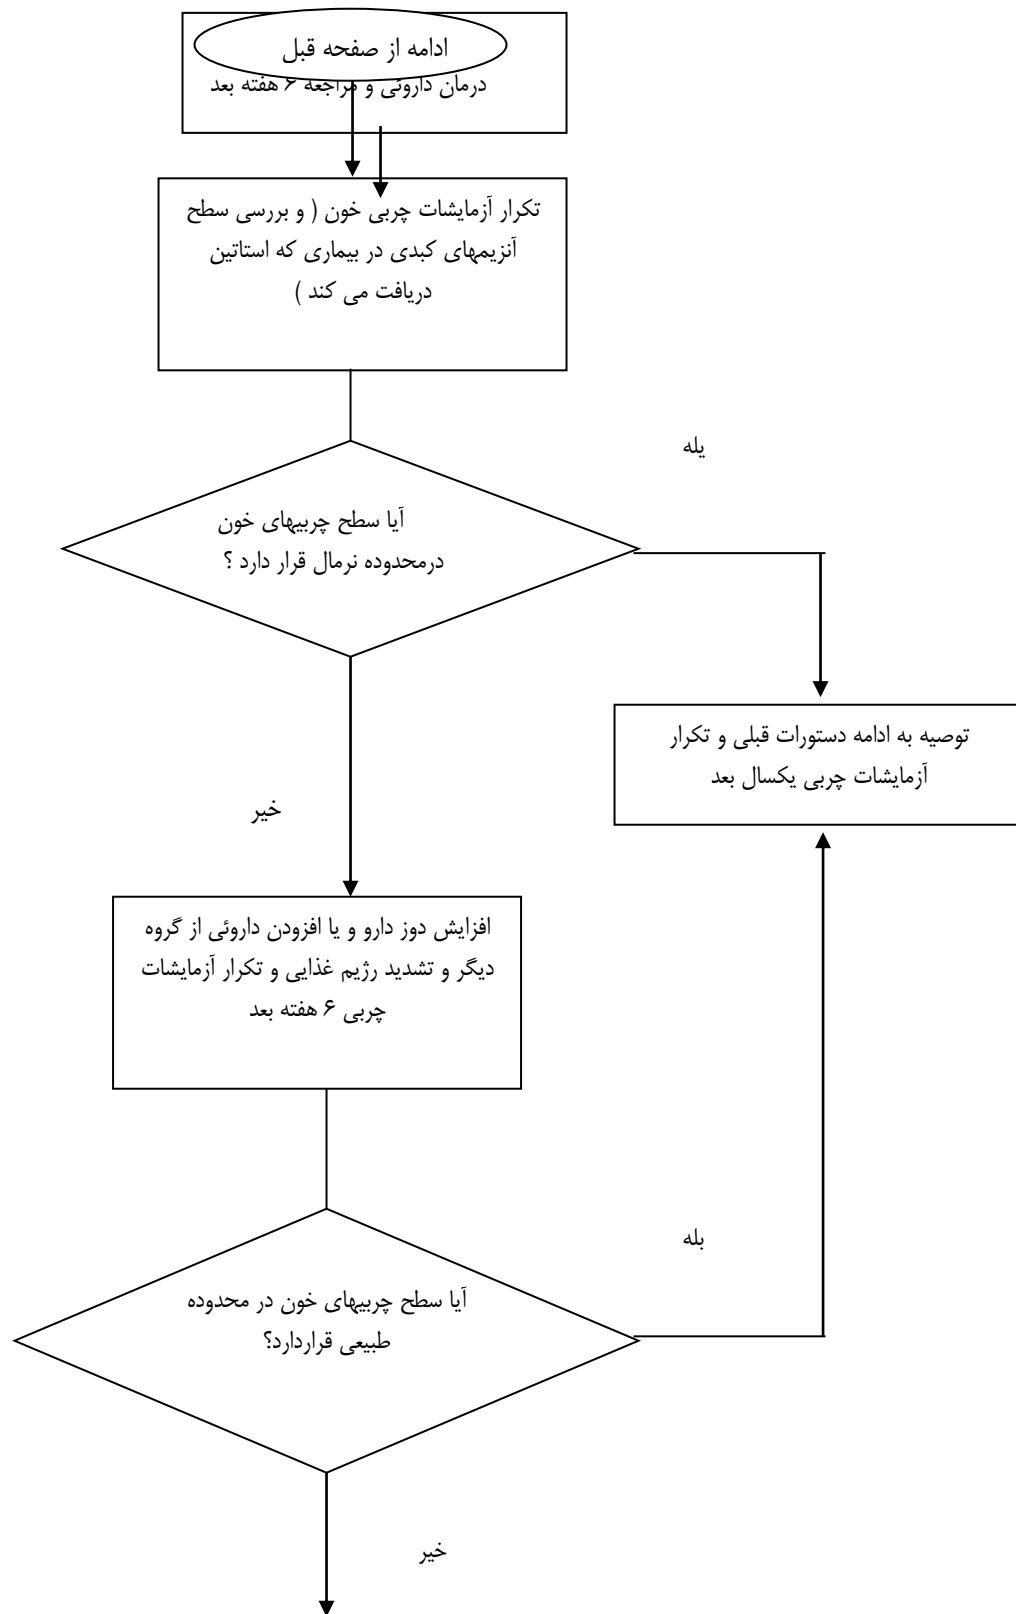 ادامه از صفحه قبل
درمان داروئی و مراجعه ۶ هفته بعد
تکرار آزمایشات چربی خون ( و بررسی سطح
آنزیمهای کبدی در بیماری که استاتین
دریافت می کند )
یله
آیا سطح چربیهای خون
درمحدوده نرمال قرار دارد ؟
توصیه به ادامه دستورات قبلی و تکرار
آزمایشات چربی یکسال بعد
خیر
افزایش دوز دارو و یا افزودن داروئی از گروه
دیگر و تشدید رژیم غذایی و تکرار آزمایشات
چربی ۶ هفته بعد
بله
آیا سطح چربیهای خون در محدوده
طبیعی قراردارد؟
خیر